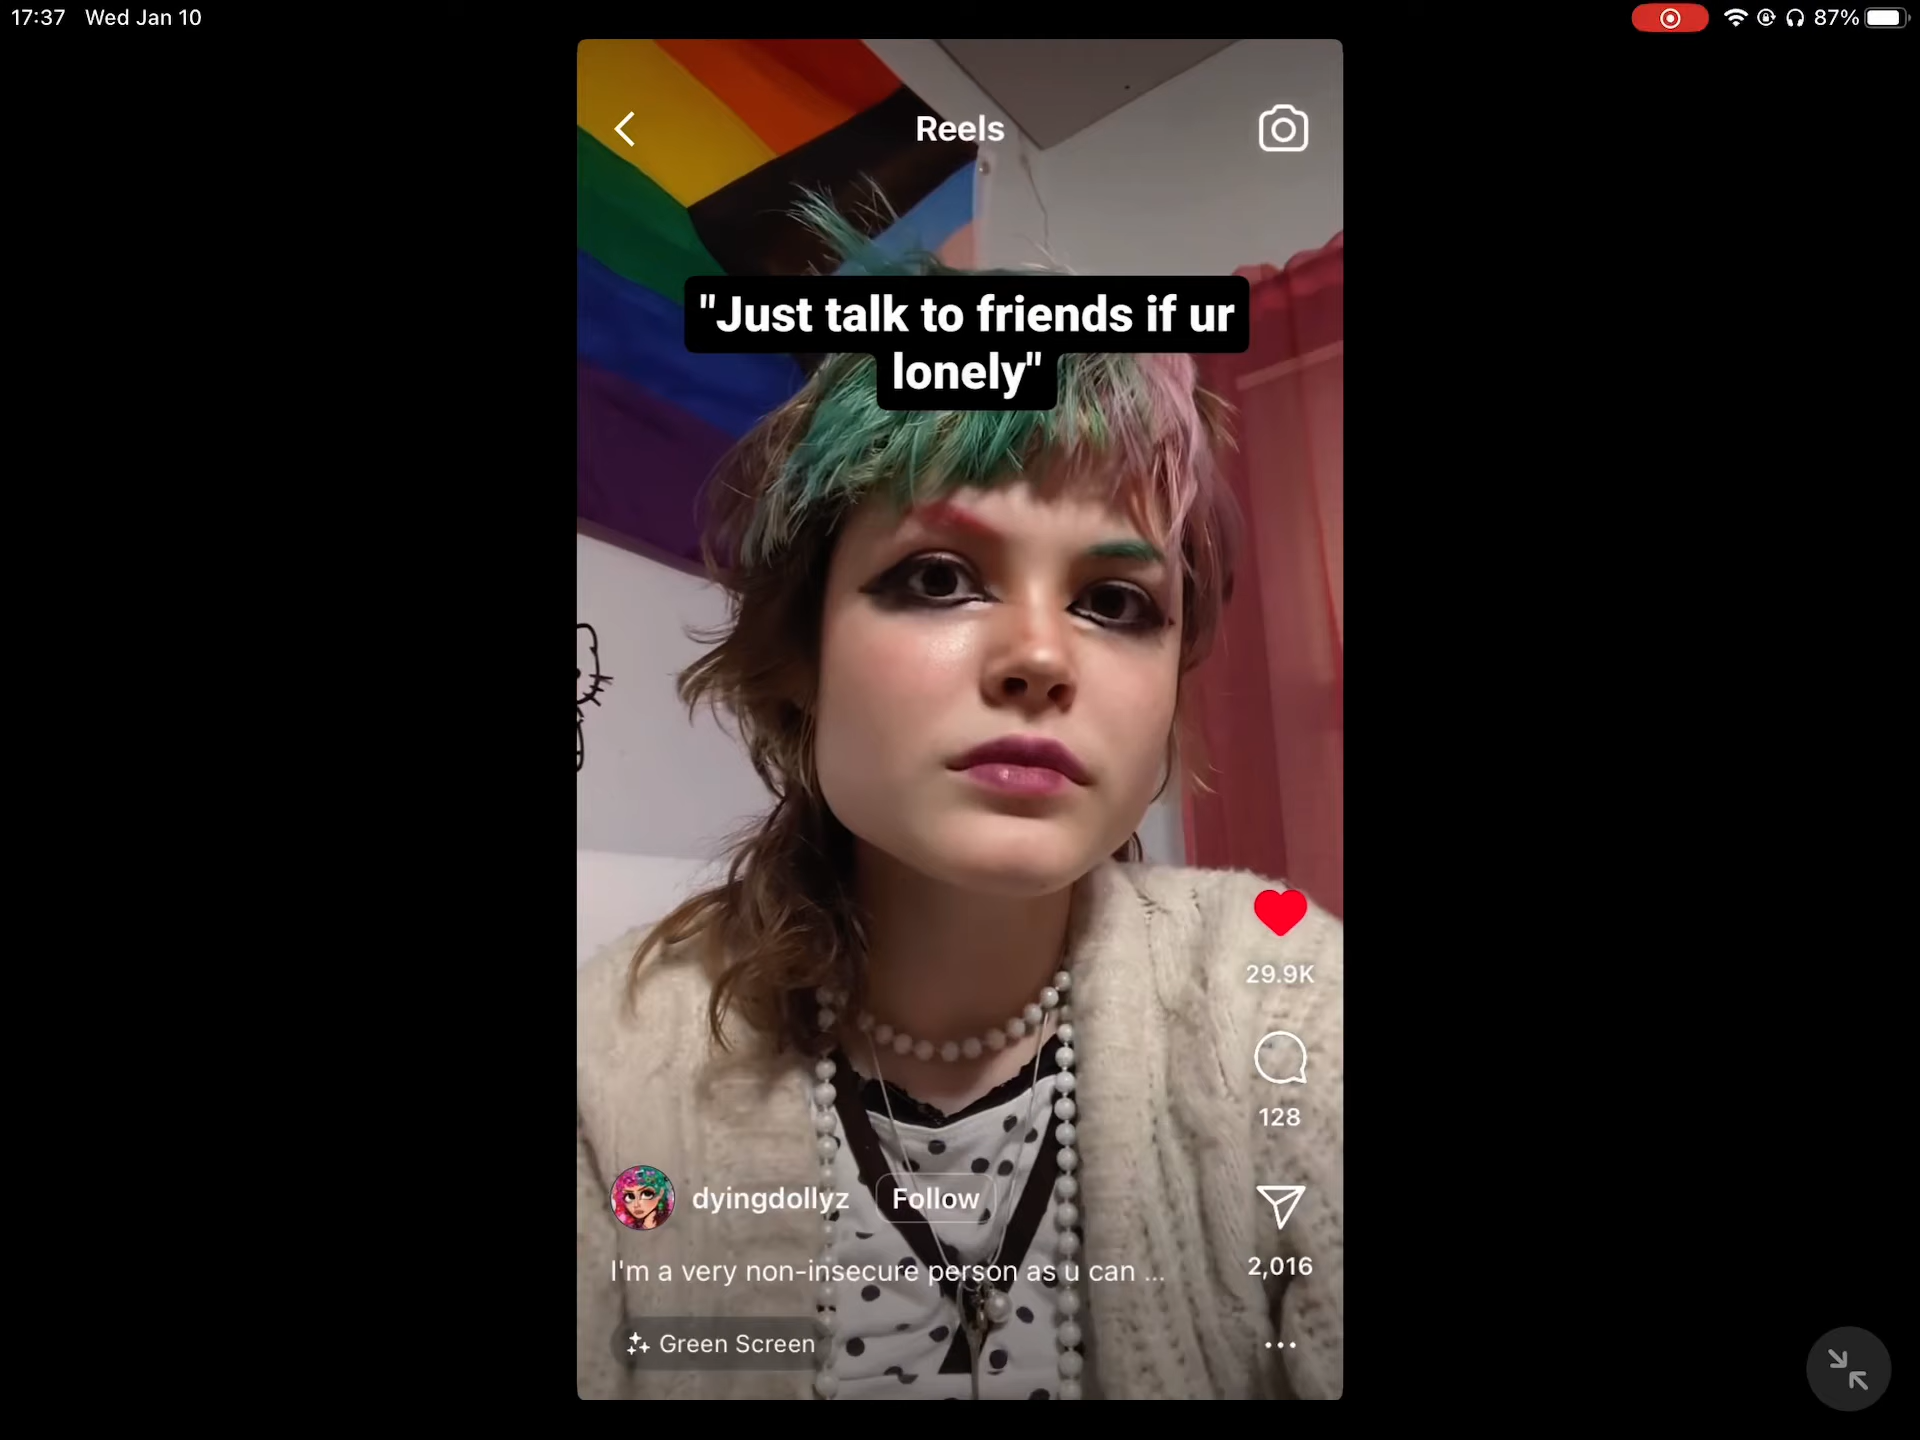 17:37 Wed Jan 10
87%
Reels
"Just talk to friends if ur
lonely"
29.9K
128
dyingdollyz Follow
2,016
I'm a very non-insecure person as u can ...
Green Screen